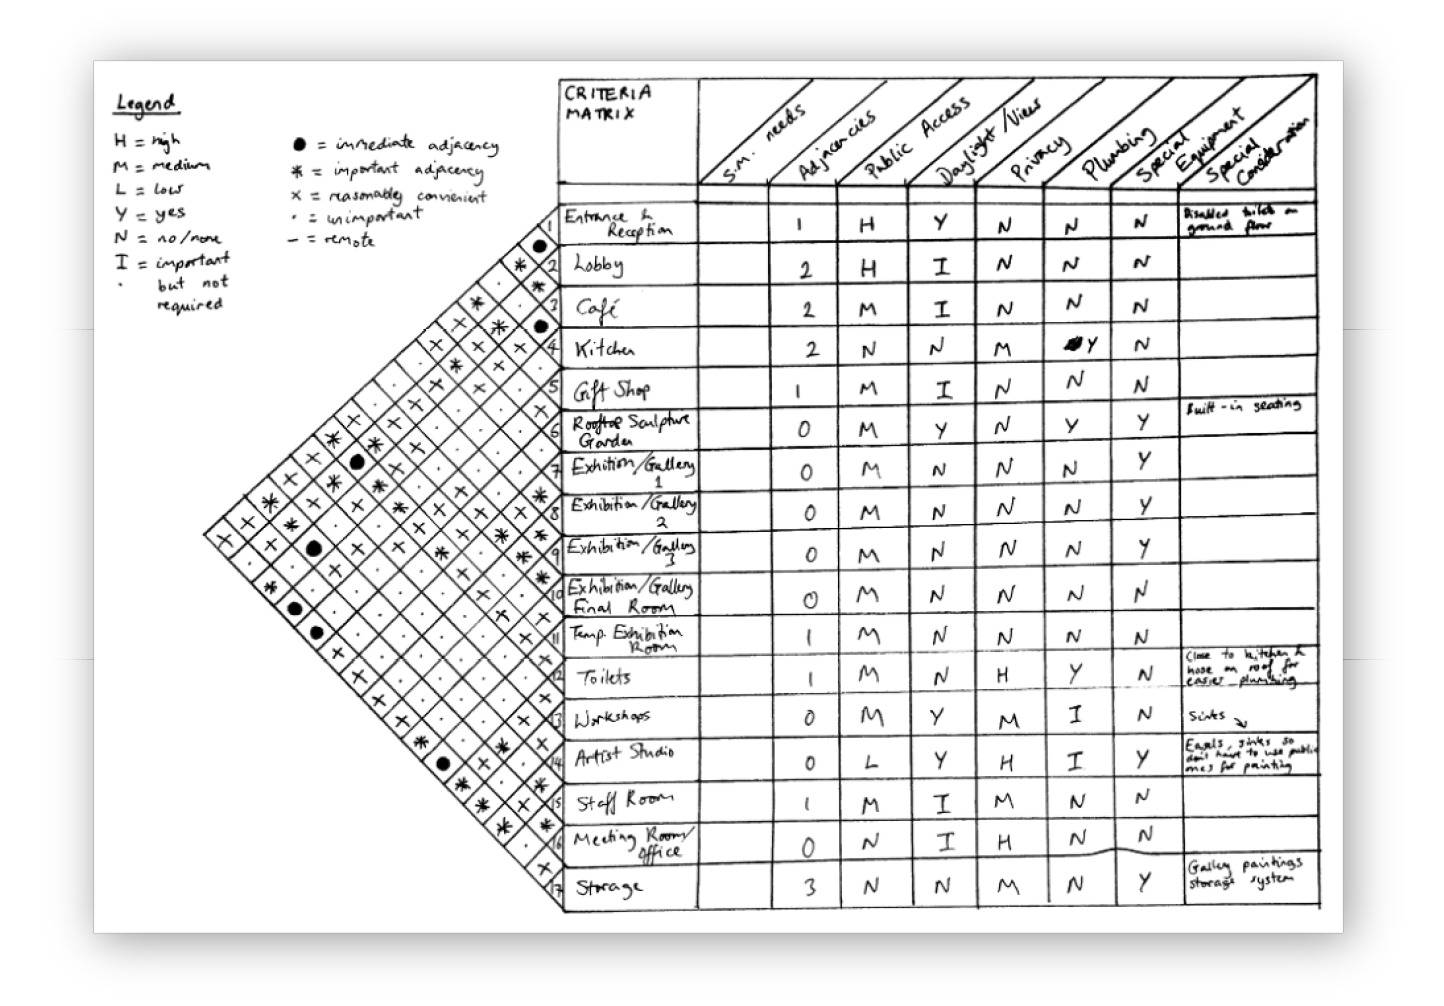 Legend
H = high
M = medium
L = low
Y = yes
N = no/none
I = important
but not
required
● = immediate adjacency
* = important adjacency
x = reasonably convenient
· = unimportant
– = remote
CRITERIA
MATRIX
S.M. needs
Adjacencies
Public Access
Daylight/View
Privacy
Plumbing
Special
Equipment
Special
Consideration
1 Entrance & 1 H Y N N N Disabled toilet on
Reception ground floor
2 Lobby 2 H I N N N
3 Café 2 M I N N N
4 Kitchen 2 N N M Y N
5 Gift Shop 1 M I N N N
6 Rooftop Sculpture 0 M Y N Y Y Built-in seating
Garden
7 Exhition/Gallery 0 M N N N Y
1
8 Exhibition/Gallery 0 M N N N Y
2
9 Exhibition/Gallery 0 M N N N Y
3
10 Exhibition/Gallery 0 M N N N N
Final Room
11 Temp. Exhibition 1 M N N N N
Room
12 Toilets 1 M N H Y N Close to kitchen &
hose on roof for
easier plumbing
13 Workshops 0 M Y M I N Sinks
14 Artist Studio 0 L Y H I Y Easels, sinks so
don't have to use public
ones for painting
15 Staff Room 1 M I M N N
16 Meeting Room/ 0 N I H N N
office
17 Storage 3 N N M N Y Galley paintings
storage system